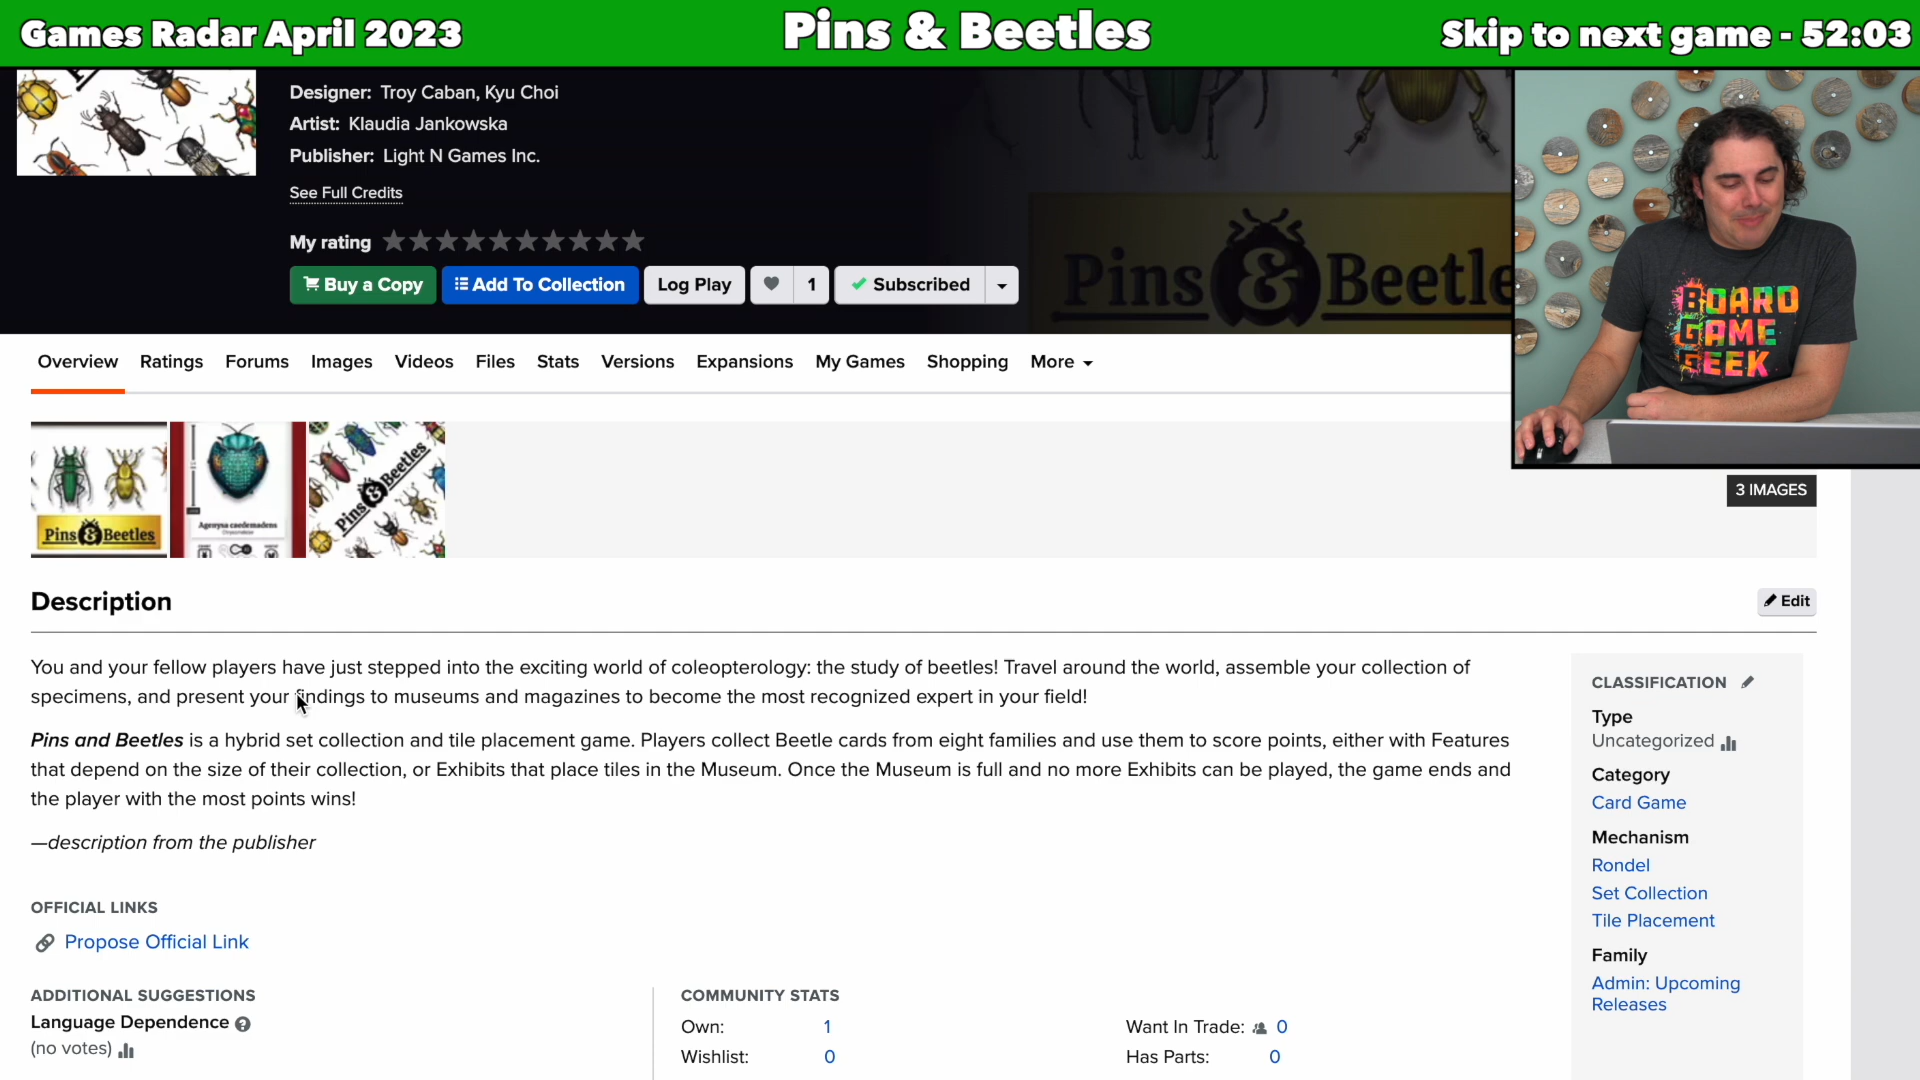 Games Radar April 2023
Pins & Beetles
Skip to next game - 52:03
Designer: Troy Caban, Kyu Choi
Artist: Klaudia Jankowska
Publisher: Light N Games Inc.
See Full Credits
My rating
Buy a Copy
Add To Collection
Log Play
1
Subscribed
Pins & Beetle
BOARD
GAME
GEEK
Overview
Ratings
Forums
Images
Videos
Files
Stats
Versions
Expansions
My Games
Shopping
More
Pins & Beetles
Pins & Beetles
3 IMAGES
Description
Edit
You and your fellow players have just stepped into the exciting world of coleopterology: the study of beetles! Travel around the world, assemble your collection of
specimens, and present your findings to museums and magazines to become the most recognized expert in your field!
Pins and Beetles is a hybrid set collection and tile placement game. Players collect Beetle cards from eight families and use them to score points, either with Features
that depend on the size of their collection, or Exhibits that place tiles in the Museum. Once the Museum is full and no more Exhibits can be played, the game ends and
the player with the most points wins!
—description from the publisher
CLASSIFICATION
Type
Uncategorized
Category
Card Game
Mechanism
Rondel
Set Collection
Tile Placement
Family
Admin: Upcoming
Releases
OFFICIAL LINKS
Propose Official Link
ADDITIONAL SUGGESTIONS
Language Dependence
(no votes)
COMMUNITY STATS
Own: 1
Wishlist: 0
Want In Trade: 0
Has Parts: 0